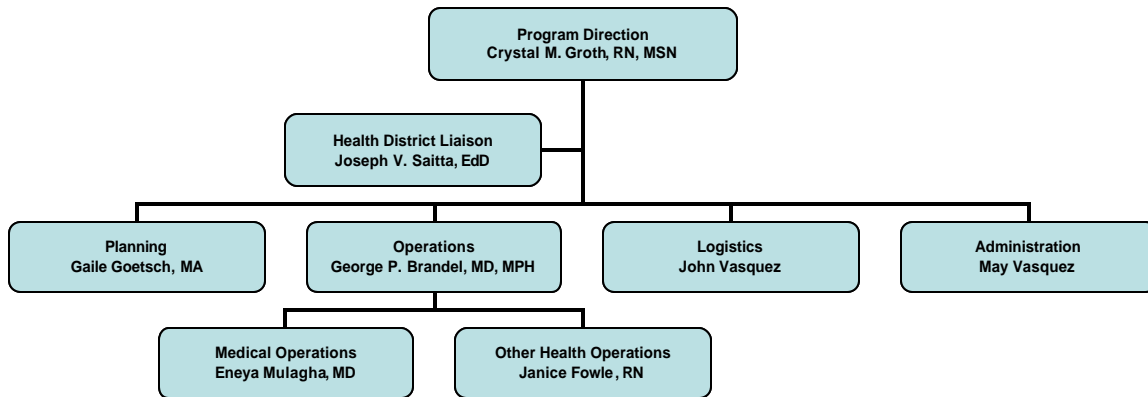 Program Direction
Crystal M. Groth, RN, MSN
Health District Liaison
Joseph V. Saitta, EdD
Planning
Gaile Goetsch, MA
Operations
George P. Brandel, MD, MPH
Logistics
John Vasquez
Administration
May Vasquez
Medical Operations
Eneya Mulagha, MD
Other Health Operations
Janice Fowle, RN